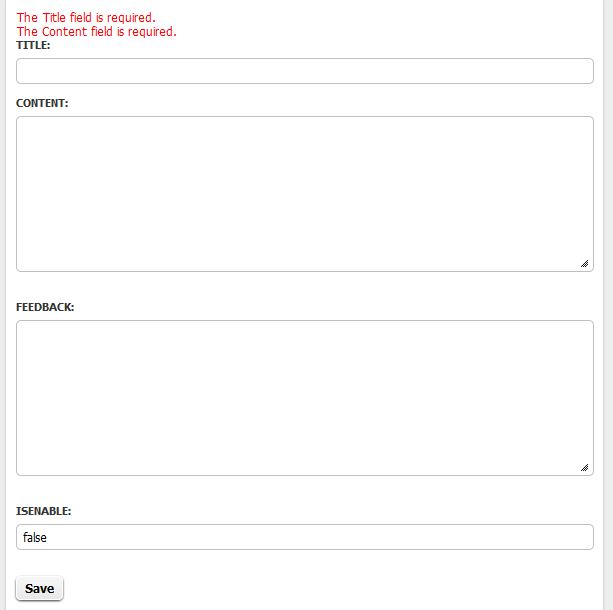 The Title field is required.
The Content field is required.
TITLE:
CONTENT:
FEEDBACK:
ISENABLE:
false
Save